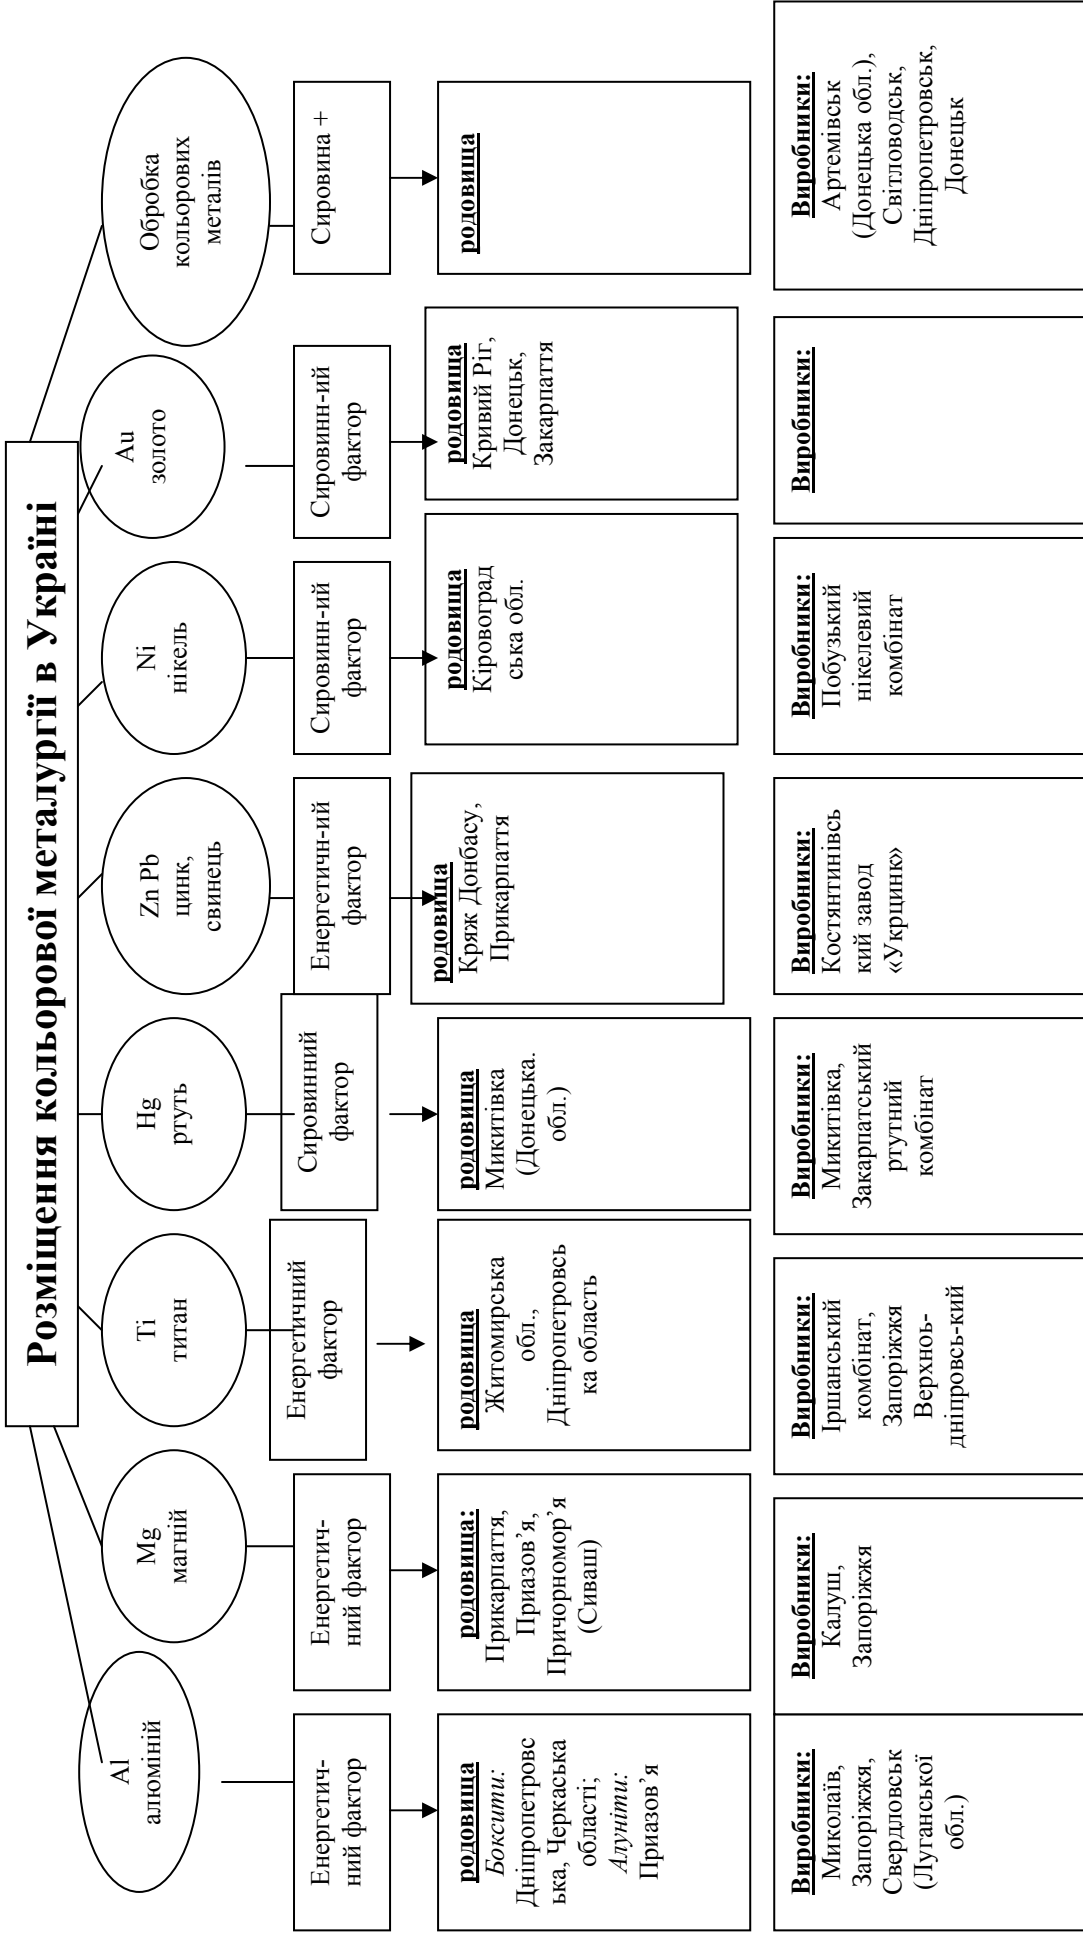 Розміщення кольорової металургії в Україні
Al
алюміній
Mg
магній
Ti
титан
Hg
ртуть
Zn Pb
цинк,
свинець
Ni
нікель
Au
золото
Обробка
кольорових
металів
Енергетич-
ний фактор
Енергетич-
ний фактор
Енергетичний
фактор
Сировинний
фактор
Енергетичн-ий
фактор
Сировинн-ий
фактор
Сировинн-ий
фактор
Сировина +
родовища
Боксити:
Дніпропетровс
ька, Черкаська
області;
Алуніти:
Приазов’я
родовища:
Прикарпаття,
Приазов’я,
Причорномор’я
(Сиваш)
родовища
Житомирська
обл.,
Дніпропетровсь
ка область
родовища
Микитівка
(Донецька.
обл.)
родовища
Кряж Донбасу,
Прикарпаття
родовища
Кіровоград
ська обл.
родовища
Кривий Ріг,
Донецьк,
Закарпаття
родовища
Виробники:
Миколаїв,
Запоріжжя,
Свердловськ
(Луганської
обл.)
Виробники:
Калуш,
Запоріжжя
Виробники:
Іршанський
комбінат,
Запоріжжя
Верхноь-
дніпровсь-кий
Виробники:
Микитівка,
Закарпатський
ртутний
комбінат
Виробники:
Костянтинівсь
кий завод
«Укрцинк»
Виробники:
Побузький
нікелевий
комбінат
Виробники:
Виробники:
Артемівськ
(Донецька обл.),
Світловодськ,
Дніпропетровськ,
Донецьк